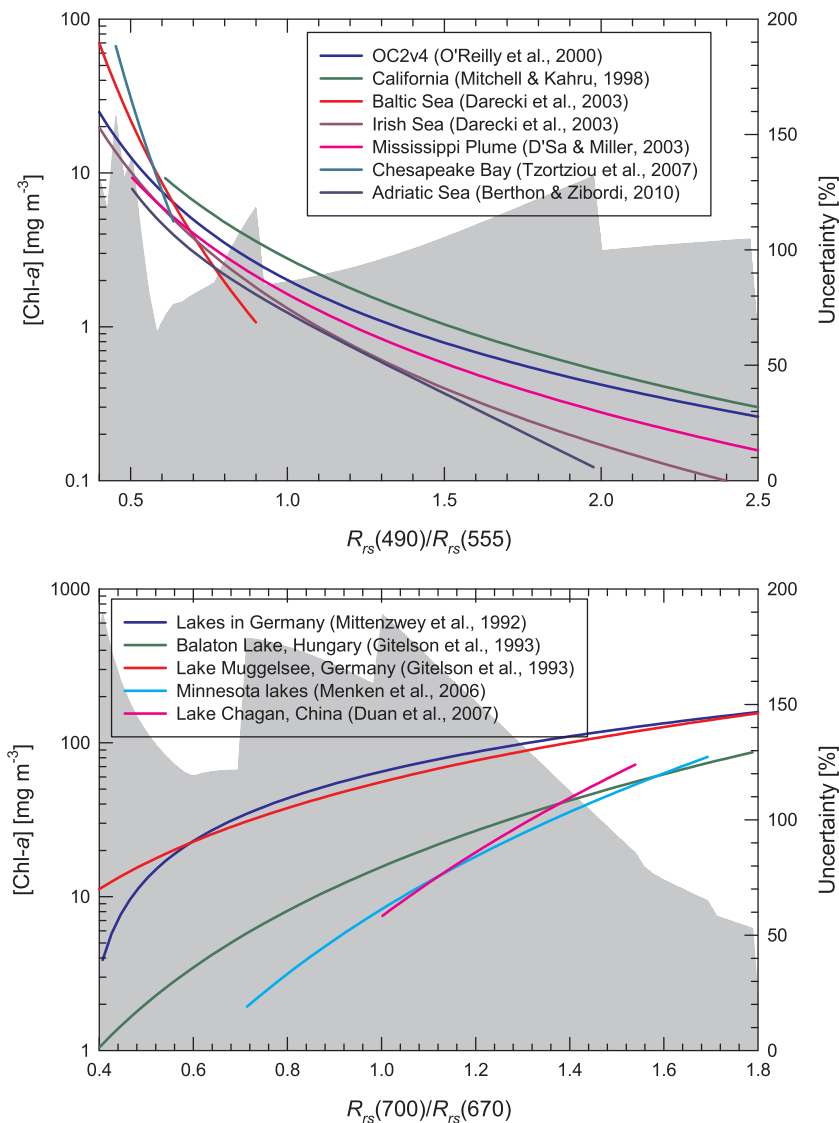 100
10
1
0.1
[Chl-a] [mg m-3]
OC2v4 (O'Reilly et al., 2000)
California (Mitchell & Kahru, 1998)
Baltic Sea (Darecki et al., 2003)
Irish Sea (Darecki et al., 2003)
Mississippi Plume (D'Sa & Miller, 2003)
Chesapeake Bay (Tzortziou et al., 2007)
Adriatic Sea (Berthon & Zibordi, 2010)
200
150
100
50
0
Uncertainty [%]
0.5 1.0 1.5 2.0 2.5
Rrs(490)/Rrs(555)
1000
100
10
1
[Chl-a] [mg m-3]
Lakes in Germany (Mittenzwey et al., 1992)
Balaton Lake, Hungary (Gitelson et al., 1993)
Lake Muggelsee, Germany (Gitelson et al., 1993)
Minnesota lakes (Menken et al., 2006)
Lake Chagan, China (Duan et al., 2007)
200
150
100
50
0
Uncertainty [%]
0.4 0.6 0.8 1.0 1.2 1.4 1.6 1.8
Rrs(700)/Rrs(670)